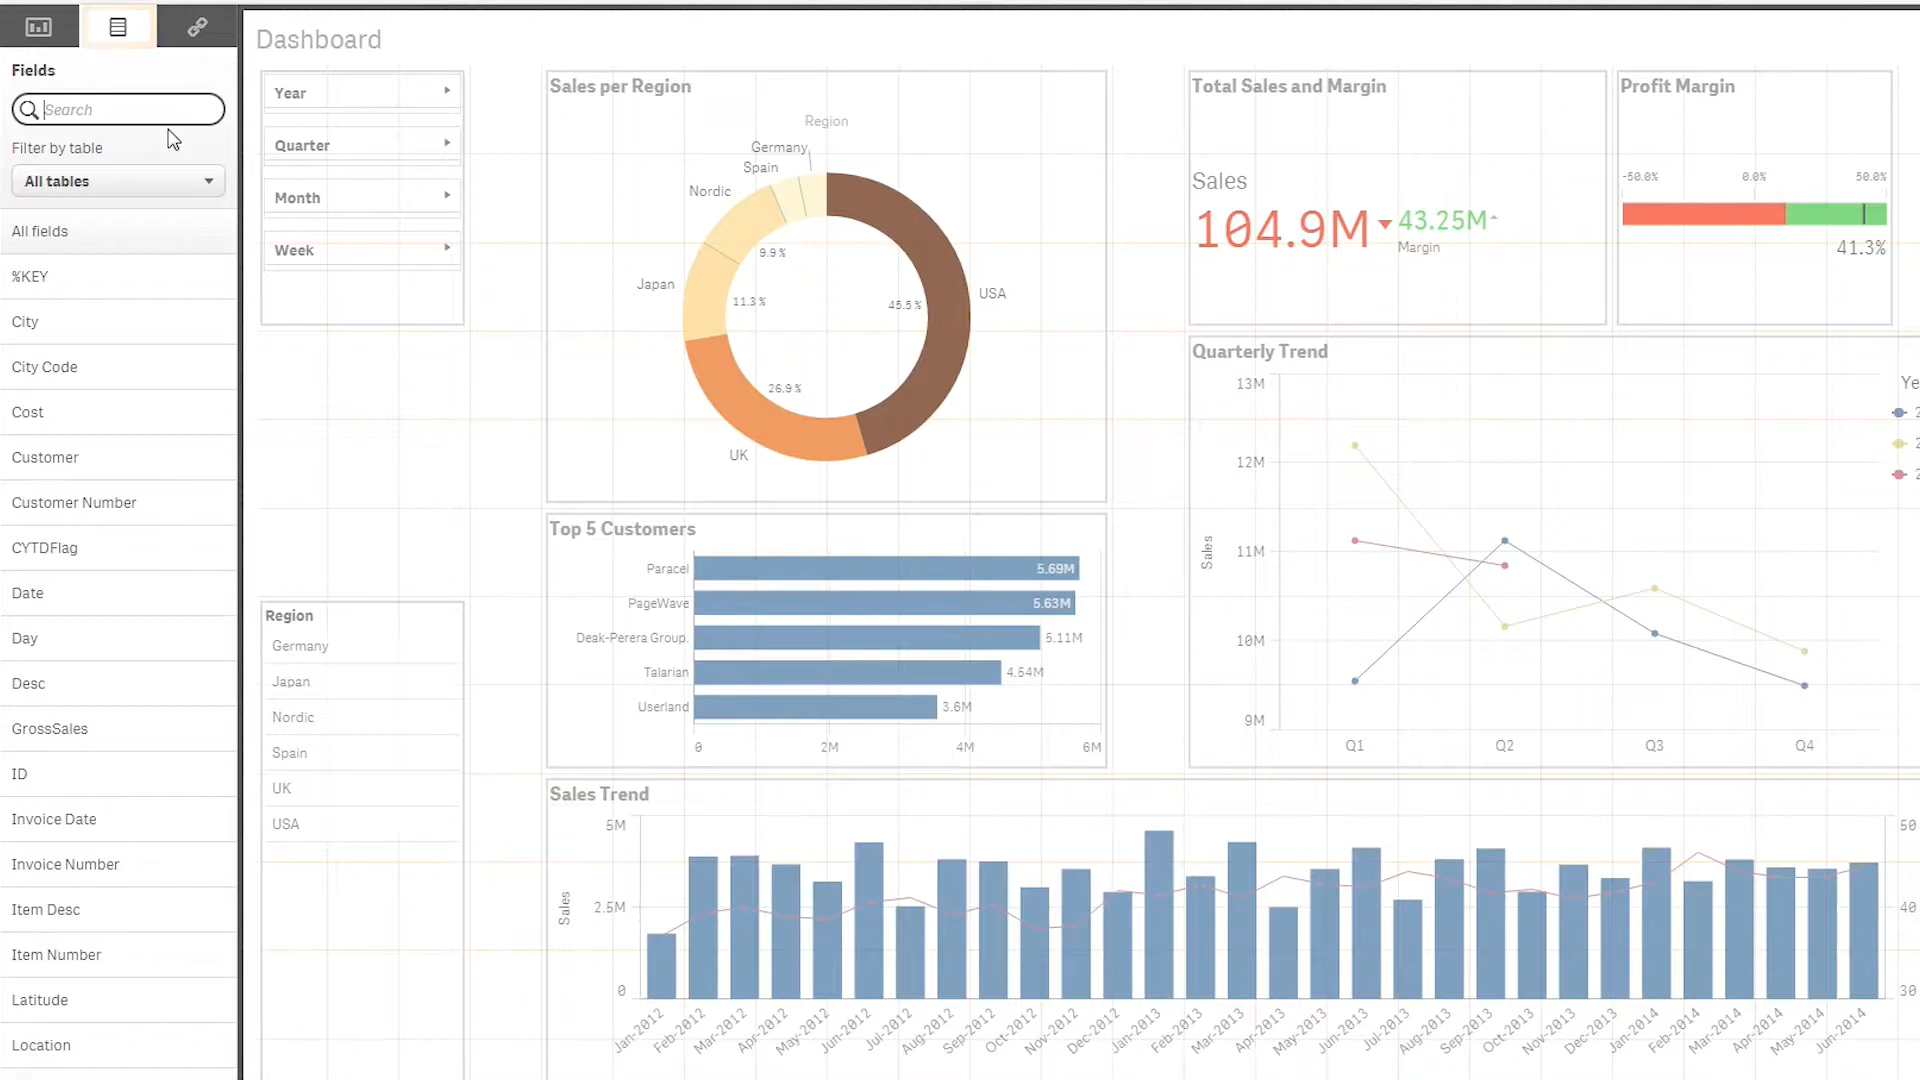 Fields
Search
Filter by table
All tables
All fields
%KEY
City
City Code
Cost
Customer
Customer Number
CYTDFlag
Date
Day
Desc
GrossSales
ID
Invoice Date
Invoice Number
Item Desc
Item Number
Latitude
Location
Dashboard
Year
Quarter
Month
Week
Region
Germany
Japan
Nordic
Spain
UK
USA
Sales per Region
Region
Germany
Spain
Nordic
Japan
UK
USA
9.9%
11.3%
26.9%
45.5%
Top 5 Customers
Paracel 5.69M
PageWave 5.63M
Deak-Perera Group. 5.11M
Talarian 4.54M
Userland 3.6M
0 2M 4M 6M
Total Sales and Margin
Sales
104.9M 43.25M
Margin
Profit Margin
-50.0% 0.0% 50.0%
41.3%
Quarterly Trend
13M
12M
11M
10M
9M
Sales
Q1 Q2 Q3 Q4
Ye
2
2
2
Sales Trend
5M
2.5M
0
Sales
50
40
30
Jan-2012 Feb-2012 Mar-2012 Apr-2012 May-2012 Jun-2012 Jul-2012 Aug-2012 Sep-2012 Oct-2012 Nov-2012 Dec-2012 Jan-2013 Feb-2013 Mar-2013 Apr-2013 May-2013 Jun-2013 Jul-2013 Aug-2013 Sep-2013 Oct-2013 Nov-2013 Dec-2013 Jan-2014 Feb-2014 Mar-2014 Apr-2014 May-2014 Jun-2014